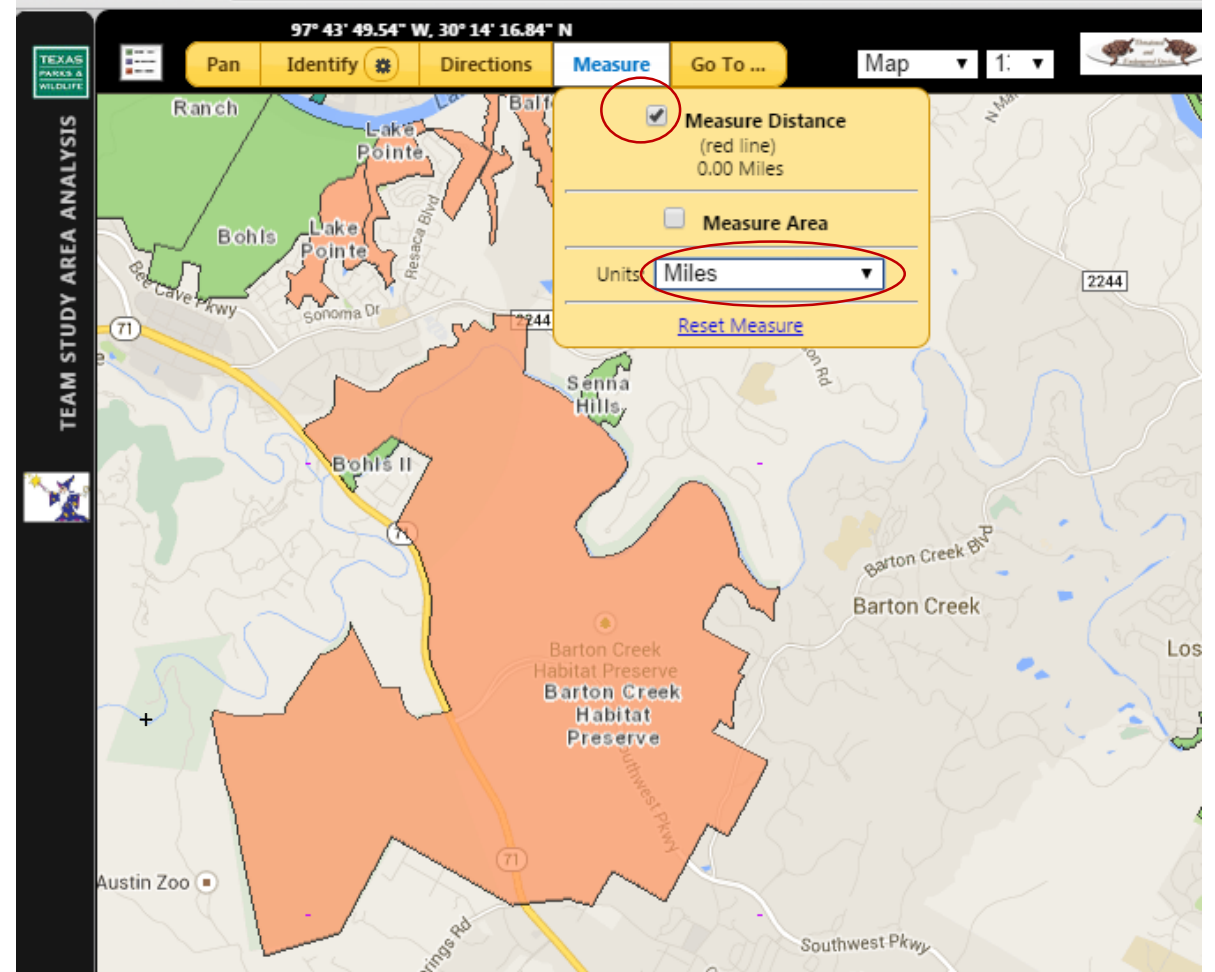 97° 43' 49.54" W, 30° 14' 16.84" N
TEXAS
PARKS &
WILDLIFE
Pan
Identify
Directions
Measure
Go To ...
Map
TEAM STUDY AREA ANALYSIS
Measure Distance
(red line)
0.00 Miles
Measure Area
Units
Miles
Reset Measure
Ranch
Lake
Pointe
Bohls
Lake
Pointe
Resaca Blvd
Bee Cave Pkwy
Sonoma Dr
71
2244
2244
Senna
Hills
Bohls II
71
Barton Creek Blvd
Barton Creek
Barton Creek
Habitat Preserve
Barton Creek
Habitat
Preserve
Southwest Pkwy
71
Austin Zoo
Southwest Pkwy